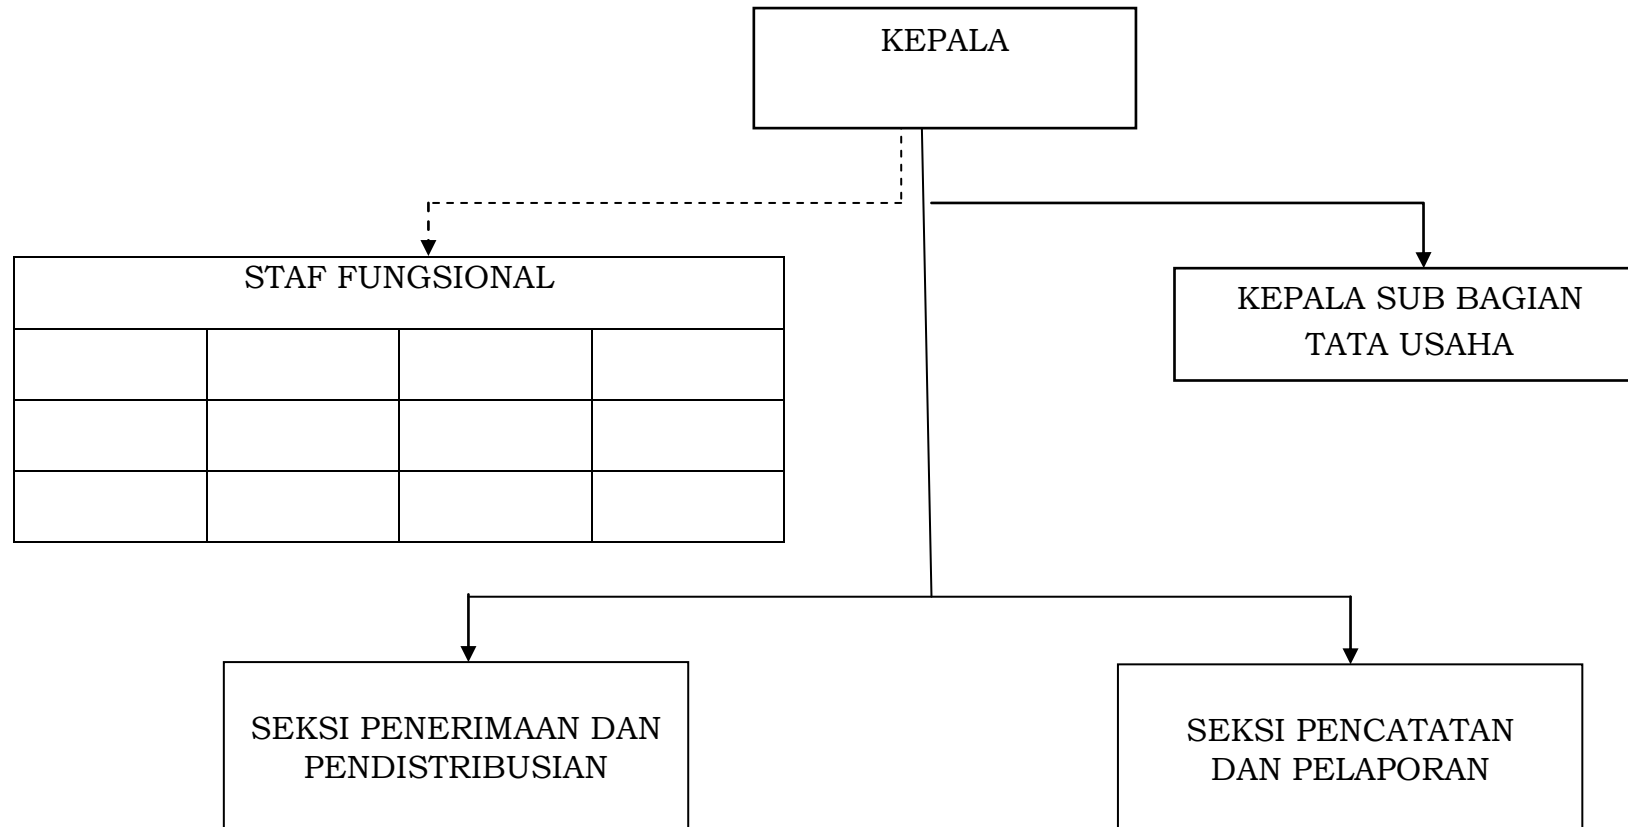 KEPALA
STAF FUNGSIONAL
KEPALA SUB BAGIAN
TATA USAHA
SEKSI PENERIMAAN DAN
PENDISTRIBUSIAN
SEKSI PENCATATAN
DAN PELAPORAN